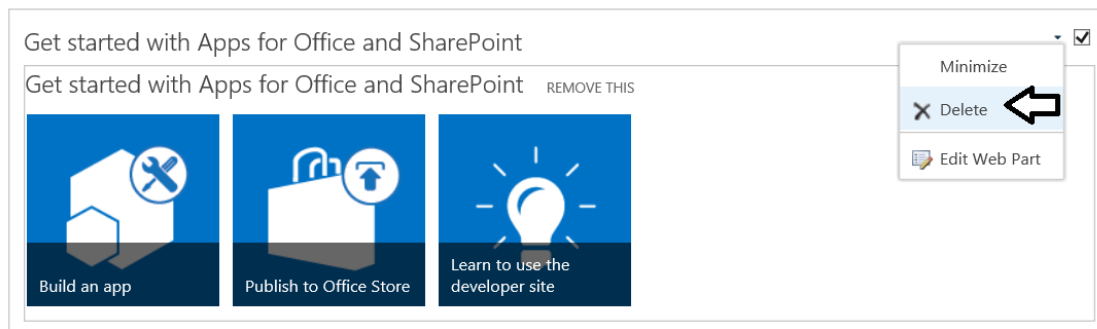 Get started with Apps for Office and SharePoint
Minimize
Get started with Apps for Office and SharePoint REMOVE THIS
Delete
Edit Web Part
Build an app
Publish to Office Store
Learn to use the
developer site